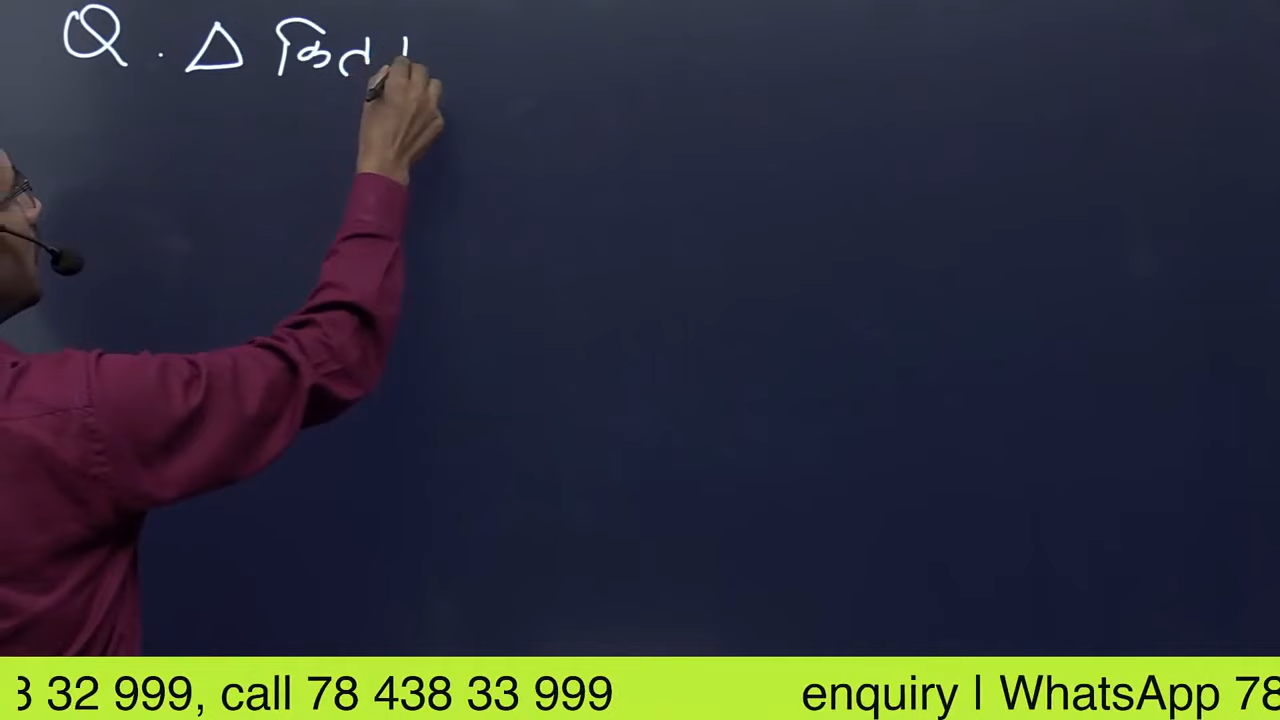 Q . Δ कित
3 32 999, call 78 438 33 999 enquiry | WhatsApp 78